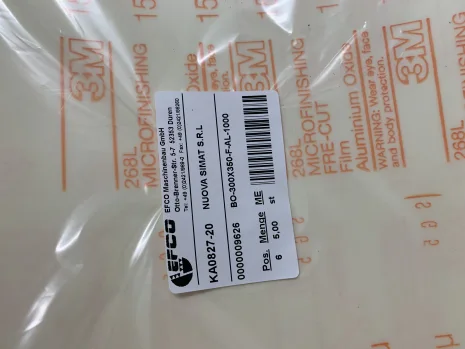 EFCO
EFCO Maschinenbau GmbH
Otto-Brenner-Str. 5-7 52353 Düren
KA0827-20 NUOVA SIMAT S.R.L
0000009626 BO-300X350-F-AL-1000
Pos. Menge ME
6 5,00 st
3M
268L
MICROFINISHING
3M
268L
MICROFINISHING
PRE-CUT
Film
Aluminium Oxide
WARNING: Wear eye, face
and body protection.
3M